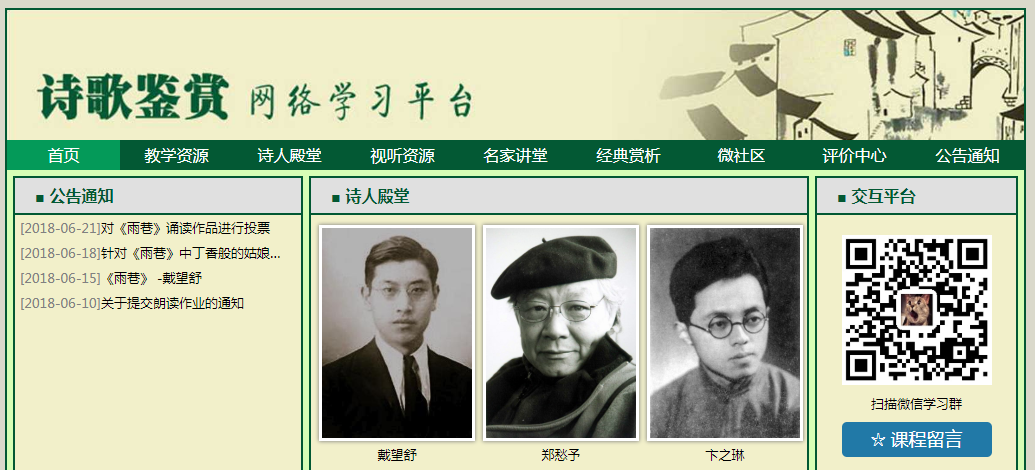 诗歌鉴赏 网络学习平台
首页 教学资源 诗人殿堂 视听资源 名家讲堂 经典赏析 微社区 评价中心 公告通知
■ 公告通知
[2018-06-21]对《雨巷》诵读作品进行投票
[2018-06-18]针对《雨巷》中丁香般的姑娘...
[2018-06-15]《雨巷》 -戴望舒
[2018-06-10]关于提交朗读作业的通知
■ 诗人殿堂
戴望舒 郑愁予 卞之琳
■ 交互平台
扫描微信学习群
☆ 课程留言